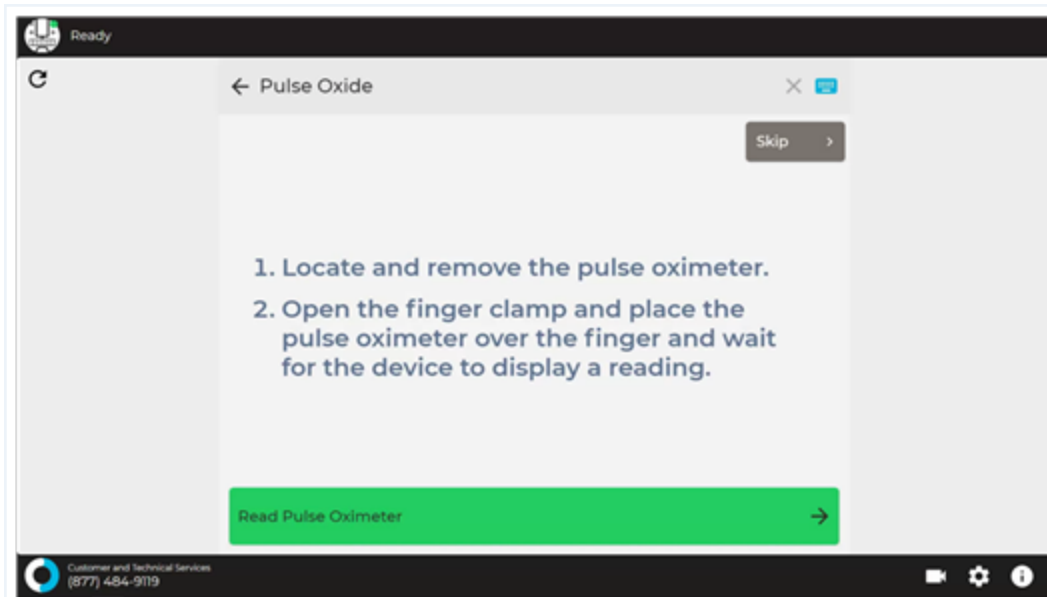 Ready
Pulse Oxide
Skip
1. Locate and remove the pulse oximeter.
2. Open the finger clamp and place the
pulse oximeter over the finger and wait
for the device to display a reading.
Read Pulse Oximeter
Customer and Technical Services
(877) 484-9119